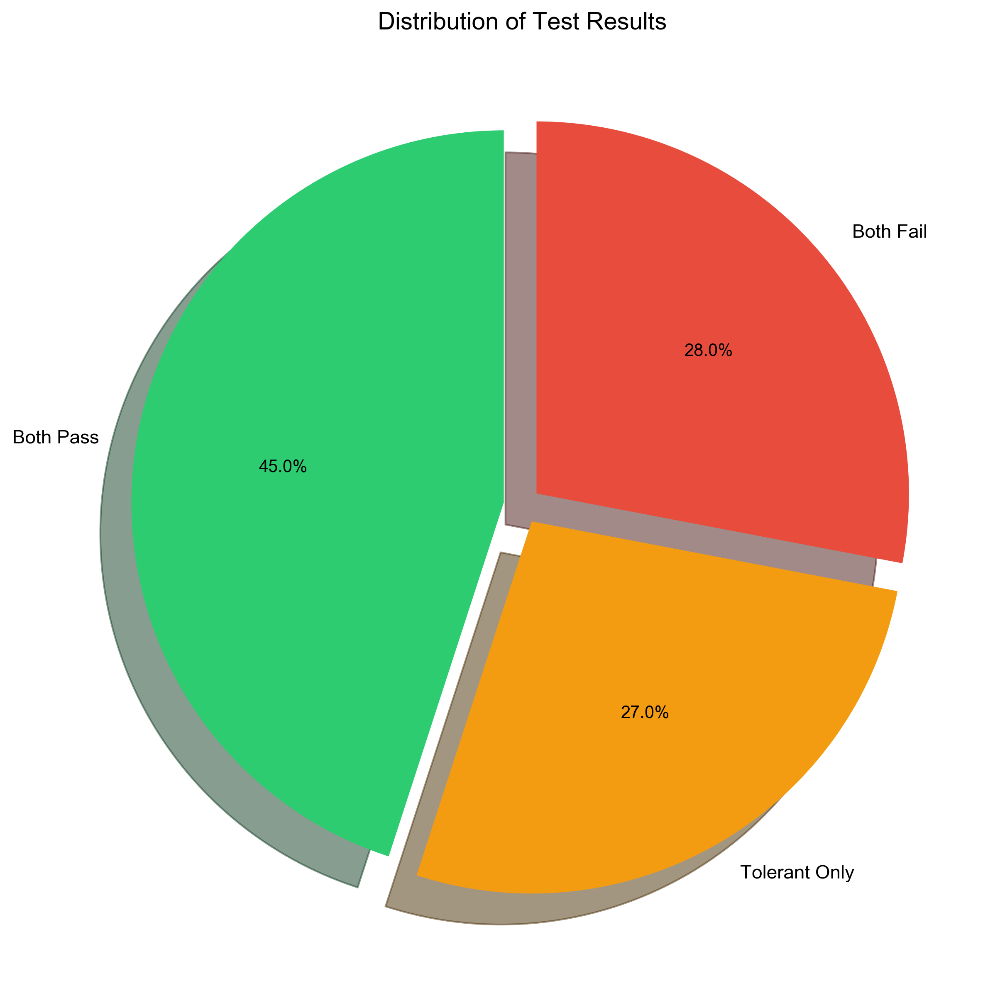 Distribution of Test Results
Both Fail
28.0%
Both Pass
45.0%
27.0%
Tolerant Only